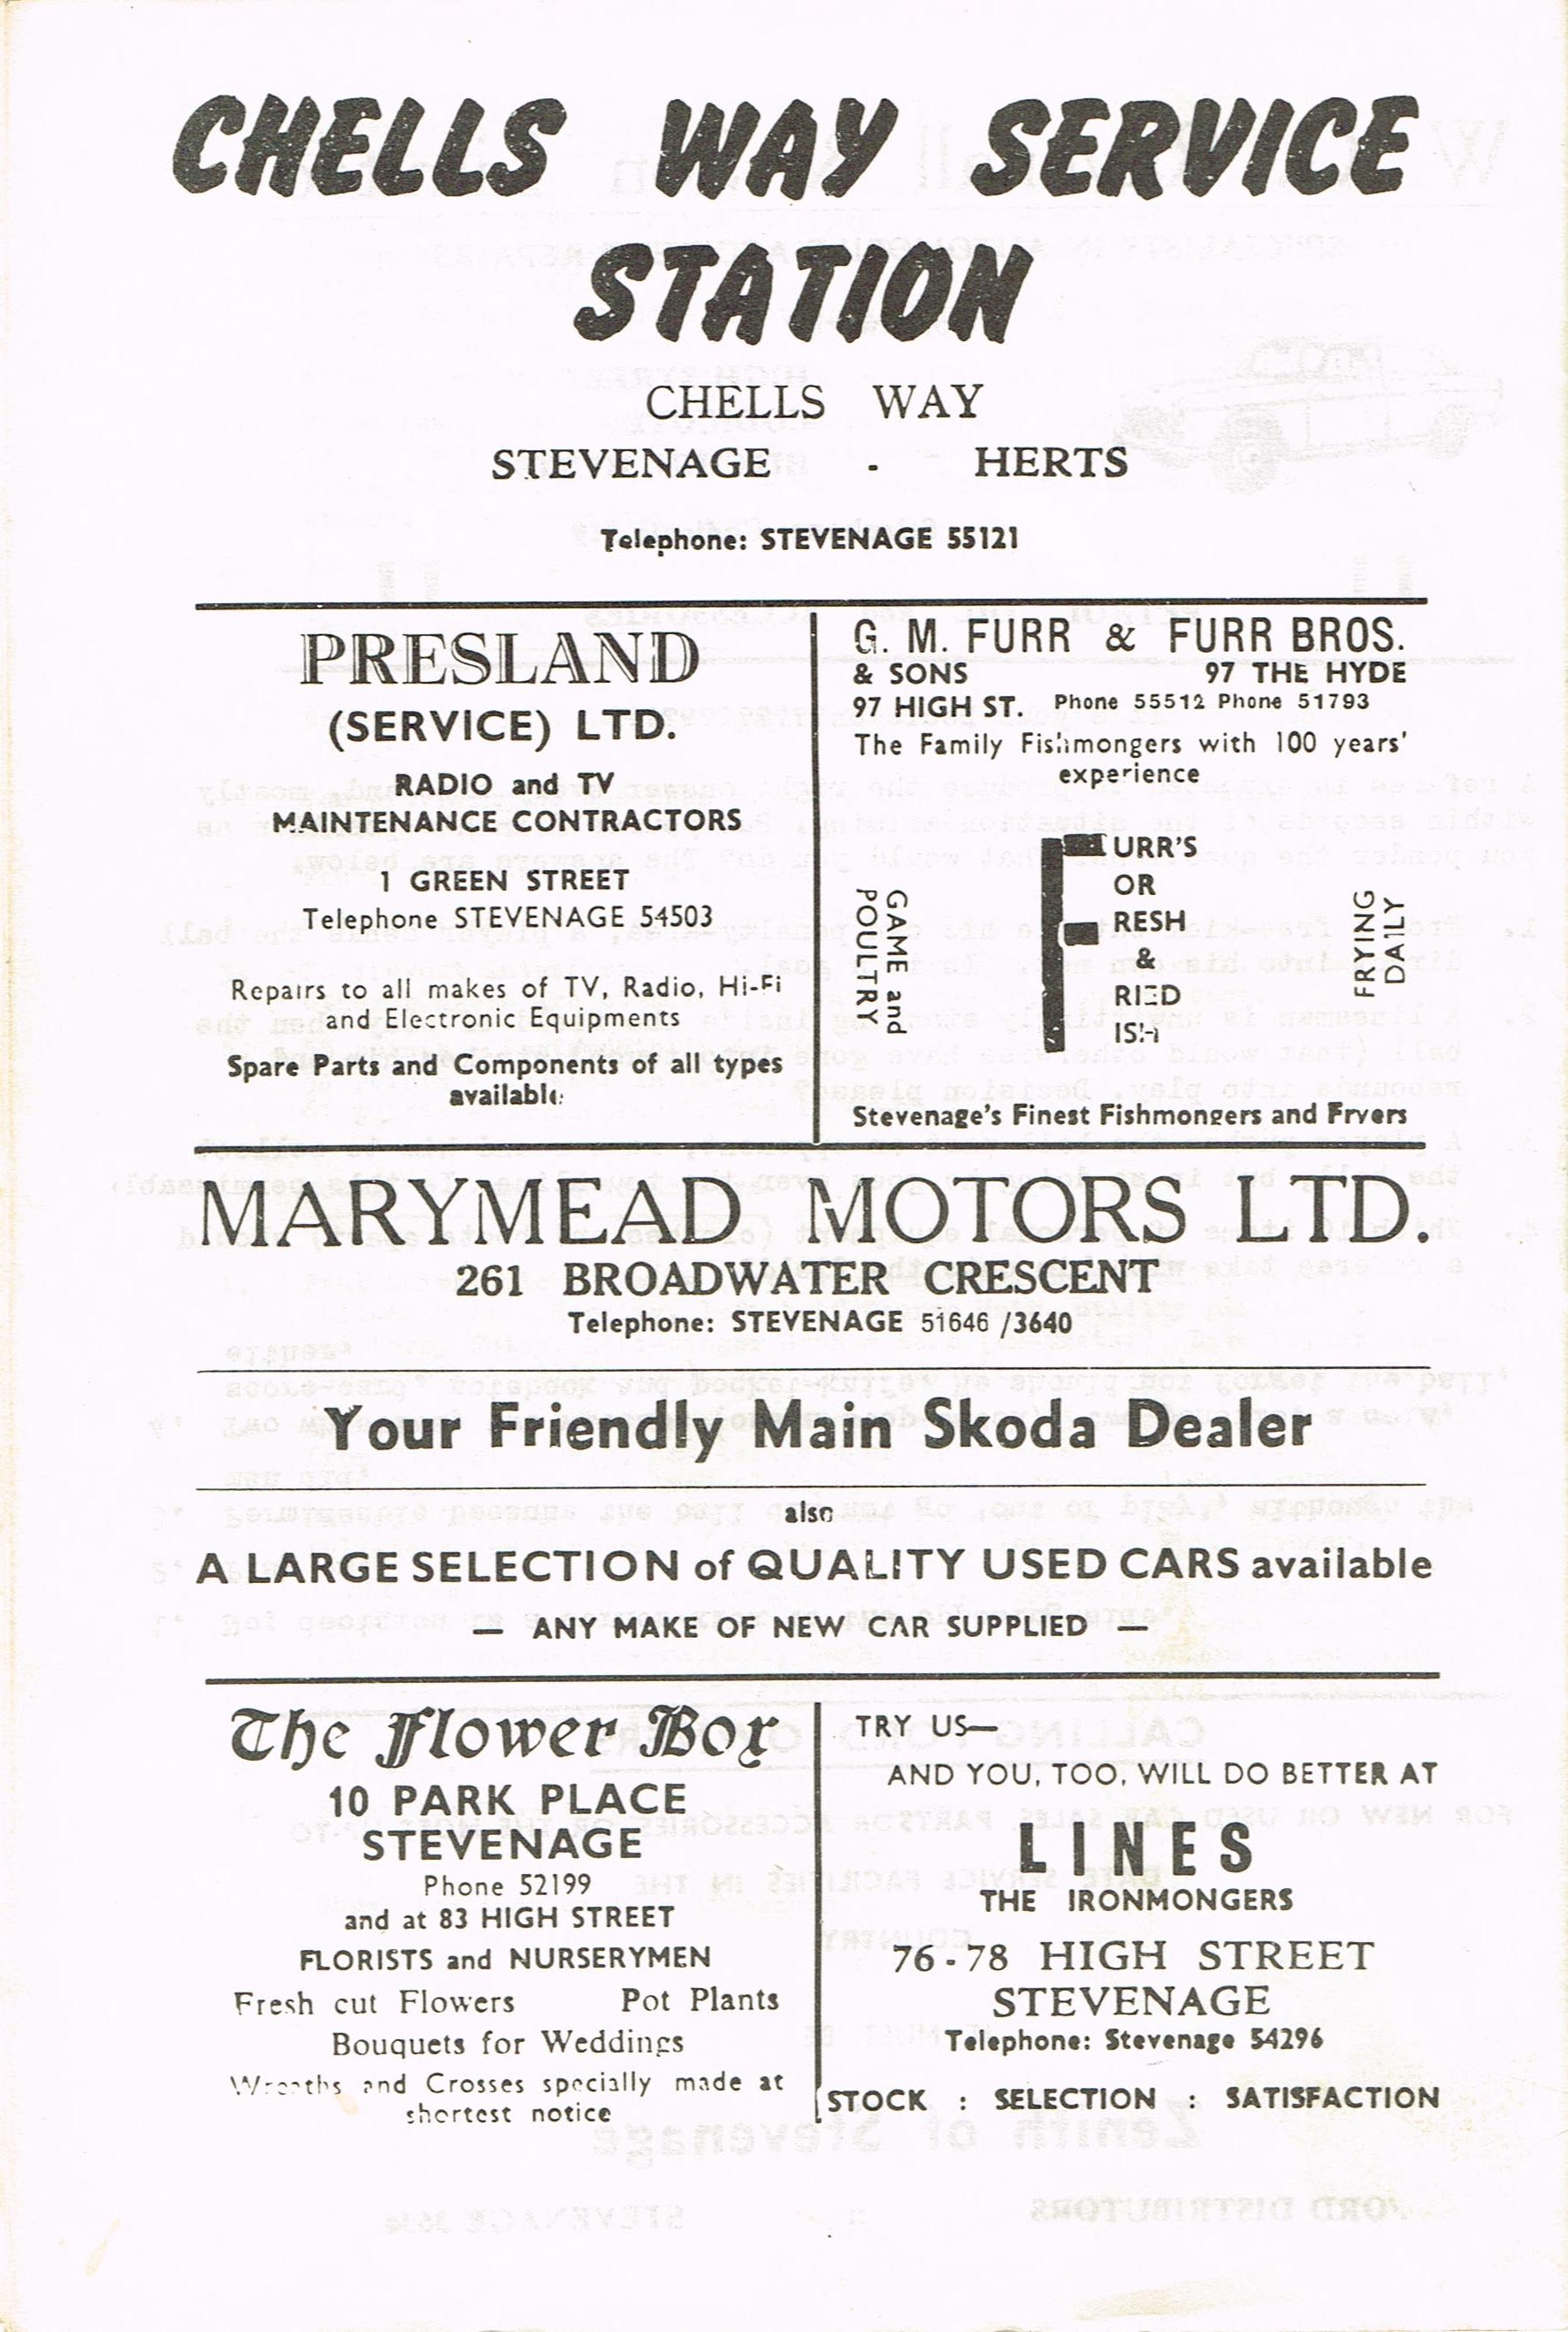 CHELLS WAY SERVICE
STATION
CHELLS WAY
STEVENAGE - HERTS
Telephone: STEVENAGE 55121
PRESLAND
(SERVICE) LTD.
RADIO and TV
MAINTENANCE CONTRACTORS
1 GREEN STREET
Telephone STEVENAGE 54503
Repairs to all makes of TV, Radio, Hi-Fi
and Electronic Equipments
Spare Parts and Components of all types
available
G. M. FURR & FURR BROS.
& SONS 97 THE HYDE
97 HIGH ST. Phone 55512 Phone 51793
The Family Fishmongers with 100 years'
experience
GAME and
POULTRY
FURR'S
OR
RESH
&
RIED
ISH
FRYING
DAILY
Stevenage's Finest Fishmongers and Fryers
MARYMEAD MOTORS LTD.
261 BROADWATER CRESCENT
Telephone: STEVENAGE 51646 /3640
Your Friendly Main Skoda Dealer
also
A LARGE SELECTION of QUALITY USED CARS available
— ANY MAKE OF NEW CAR SUPPLIED —
The Flower Box
10 PARK PLACE
STEVENAGE
Phone 52199
and at 83 HIGH STREET
FLORISTS and NURSERYMEN
Fresh cut Flowers Pot Plants
Bouquets for Weddings
Wreaths and Crosses specially made at
shortest notice
TRY US—
AND YOU, TOO, WILL DO BETTER AT
LINES
THE IRONMONGERS
76-78 HIGH STREET
STEVENAGE
Telephone: Stevenage 54296
STOCK : SELECTION : SATISFACTION